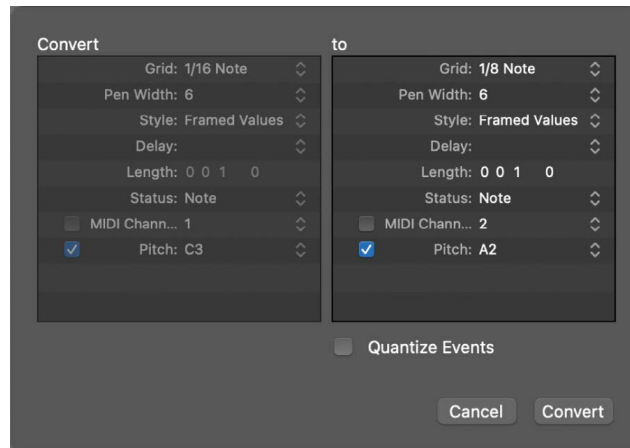 Convert
Grid: 1/16 Note
Pen Width: 6
Style: Framed Values
Delay:
Length: 0 0 1 0
Status: Note
MIDI Chann... 1
Pitch: C3
to
Grid: 1/8 Note
Pen Width: 6
Style: Framed Values
Delay:
Length: 0 0 1 0
Status: Note
MIDI Chann... 2
Pitch: A2
Quantize Events
Cancel Convert